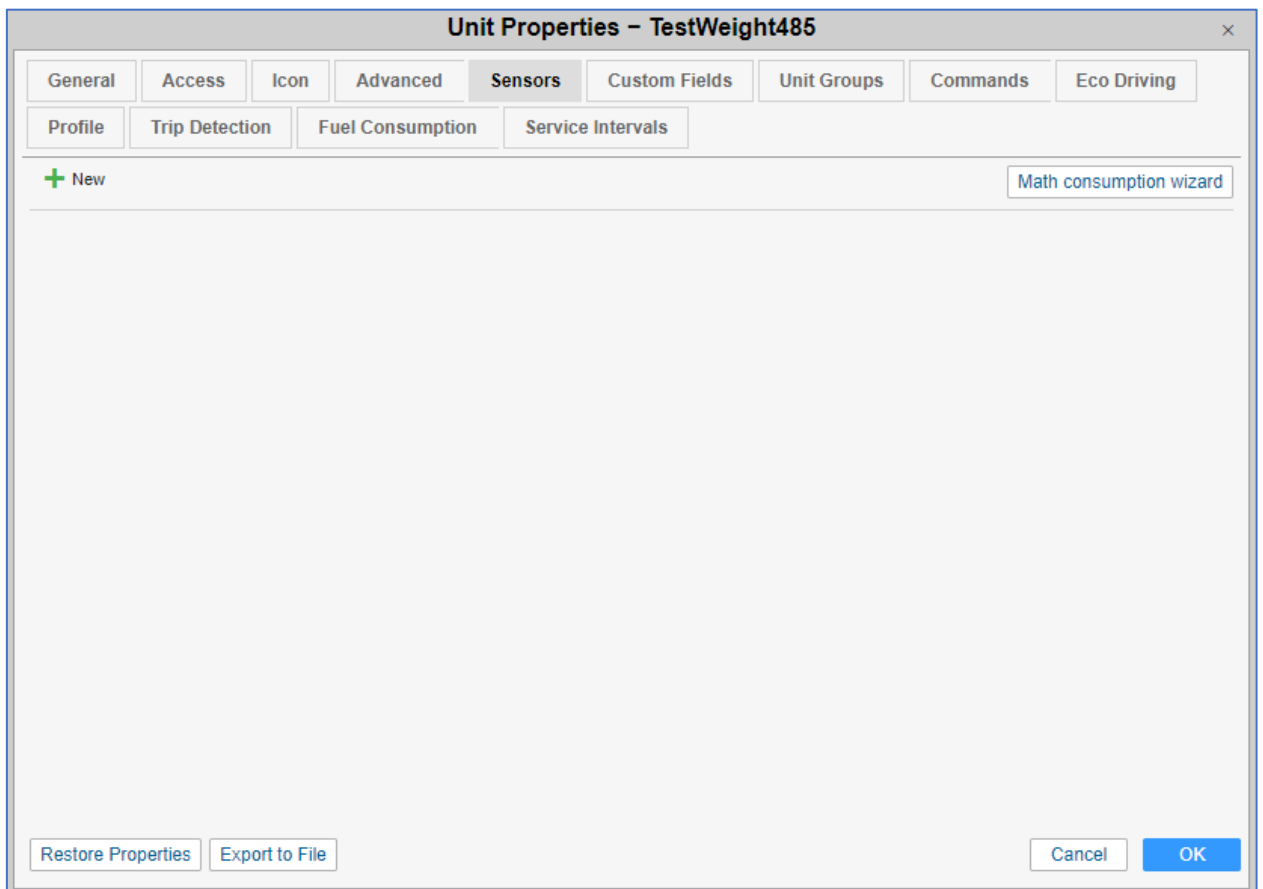 Unit Properties – TestWeight485
General Access Icon Advanced Sensors Custom Fields Unit Groups Commands Eco Driving
Profile Trip Detection Fuel Consumption Service Intervals
New Math consumption wizard
Restore Properties Export to File Cancel OK